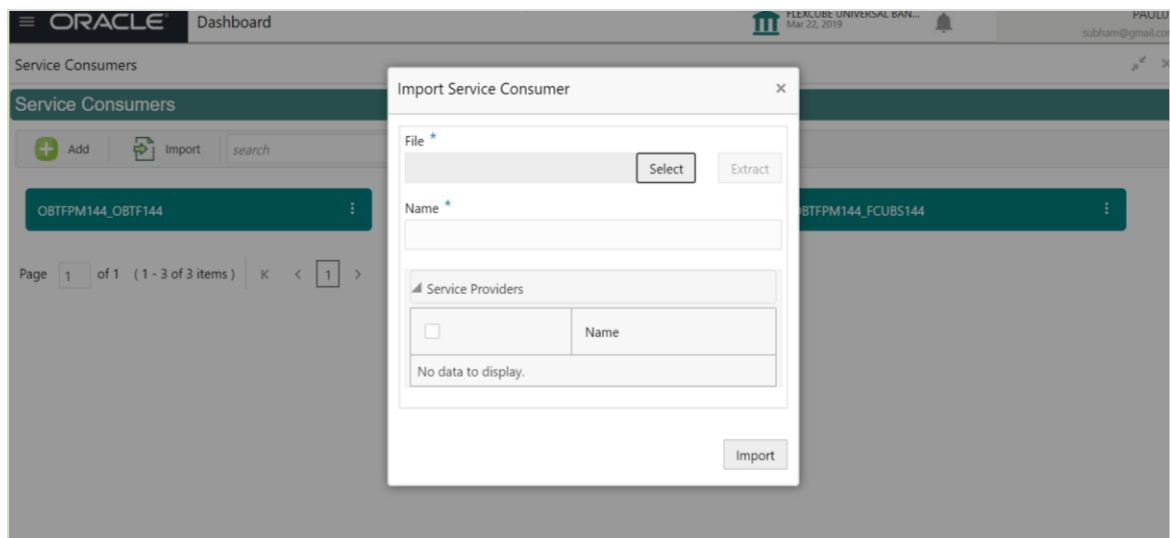 ORACLE Dashboard
FLEXCUBE UNIVERSAL BAN...
Mar 22, 2019
subham@gmail.co
Service Consumers
Service Consumers
Add Import search
OBTFPM144_OBTF144
BTFPM144_FCUBS144
Page 1 of 1 ( 1 - 3 of 3 items ) K < 1 >
Import Service Consumer ×
File *
Select Extract
Name *
Service Providers
Name
No data to display.
Import